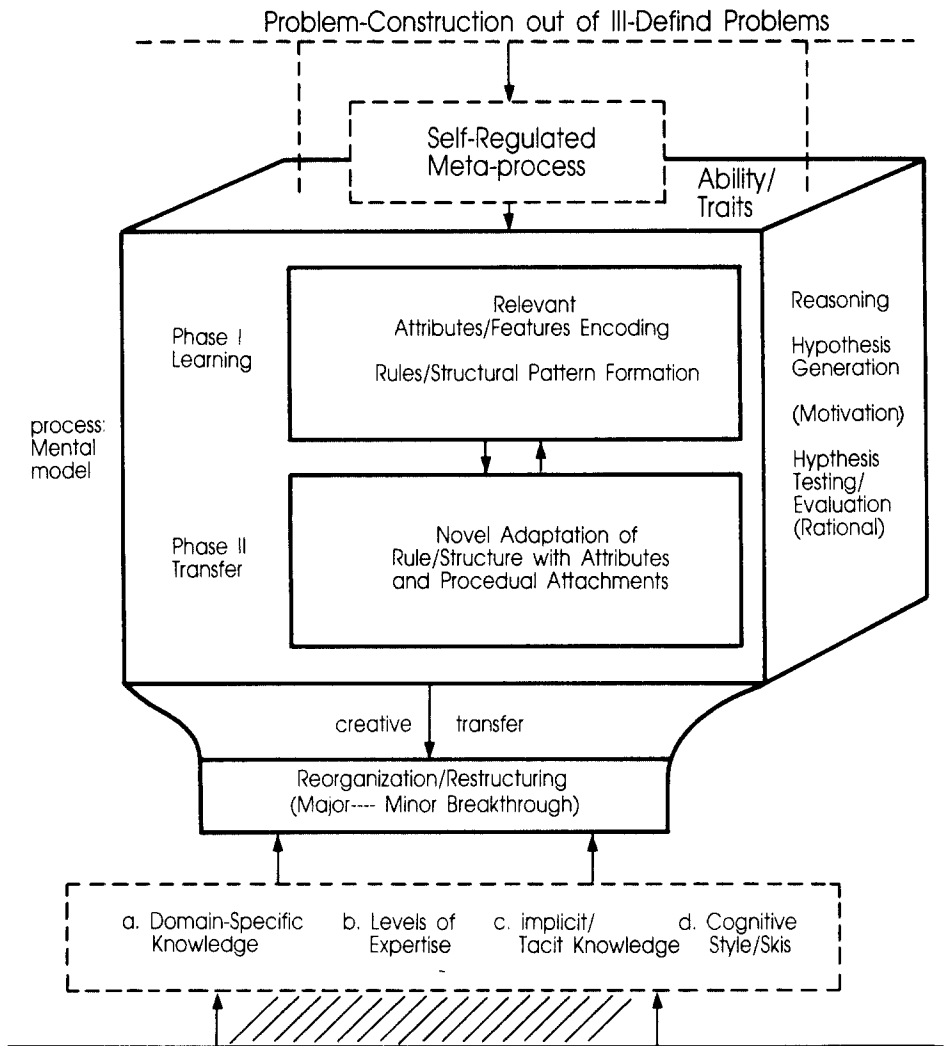 Problem-Construction out of III-Defind Problems
Self-Regulated
Meta-process
Ability/
Traits
Phase I
Learning
Relevant
Attributes/Features Encoding
Rules/Structural Pattern Formation
Reasoning
Hypothesis
Generation
(Motivation)
Hypthesis
Testing/
Evaluation
(Rational)
process:
Mental
model
Phase II
Transfer
Novel Adaptation of
Rule/Structure with Attributes
and Procedual Attachments
creative transfer
Reorganization/Restructuring
(Major---- Minor Breakthrough)
a. Domain-Specific
Knowledge
b. Levels of
Expertise
c. implicit/
Tacit Knowledge
d. Cognitive
Style/Skis